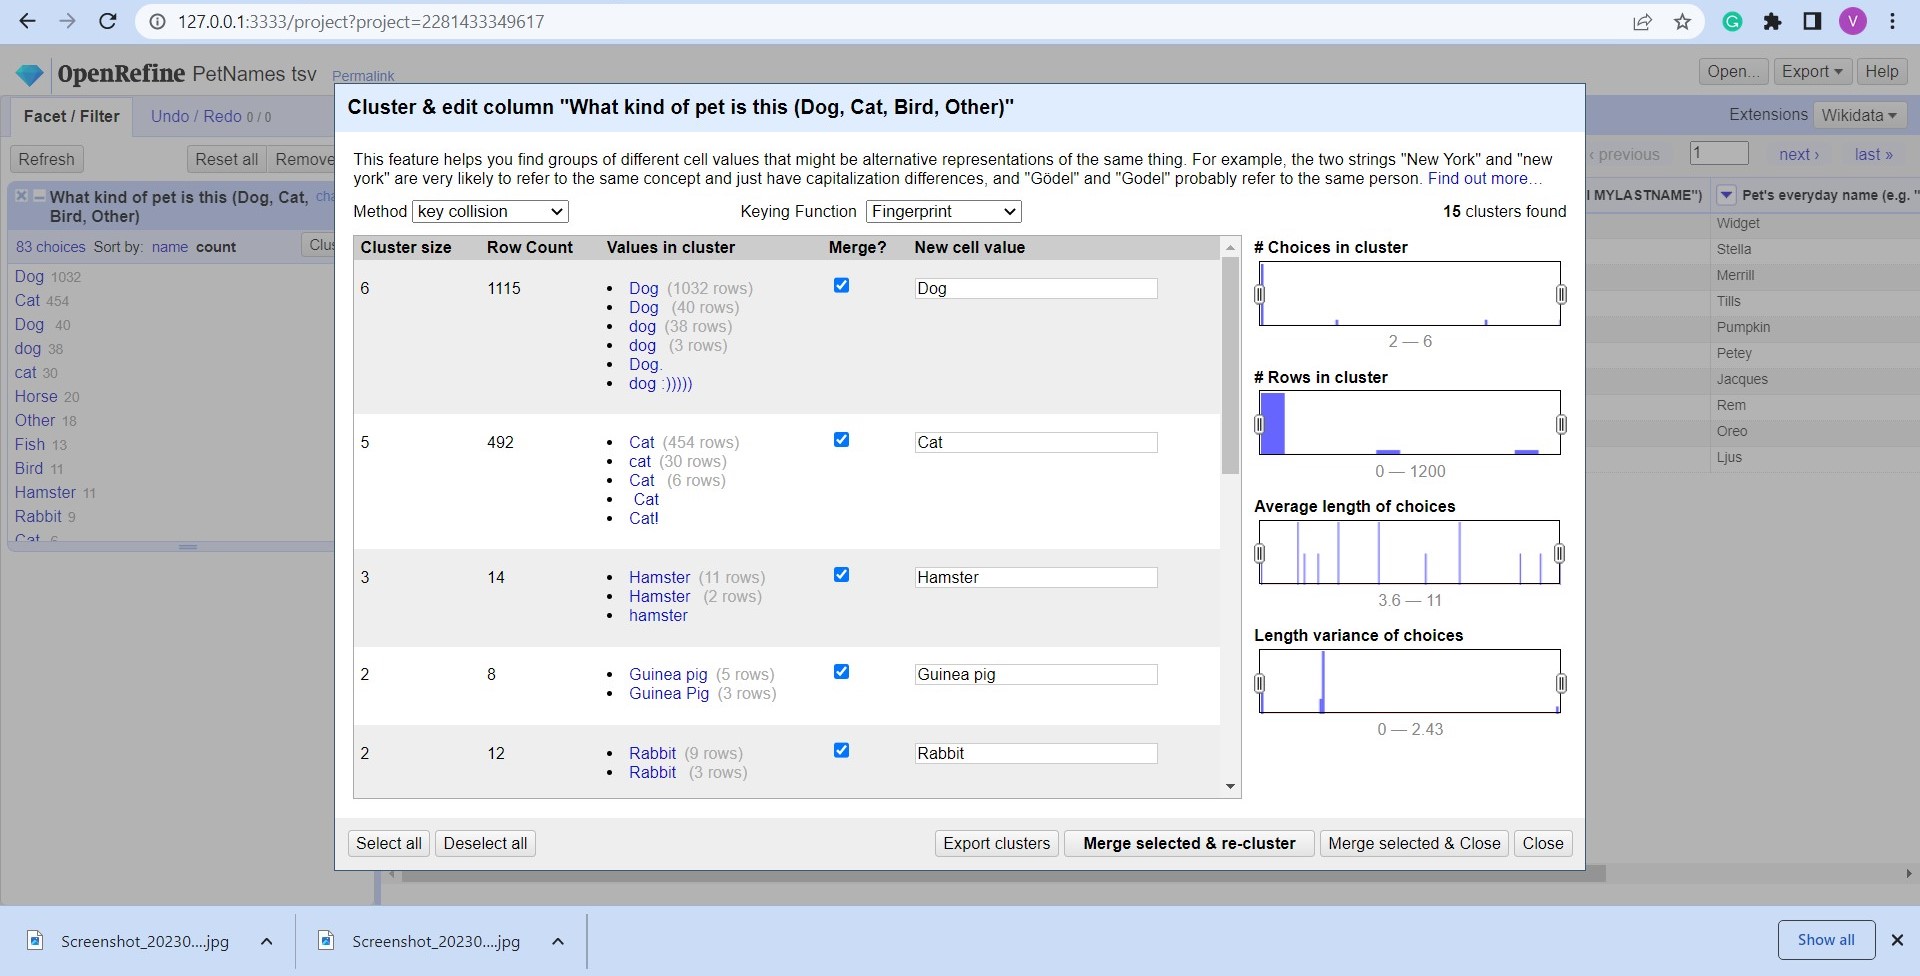 127.0.0.1:3333/project?project=2281433349617
V
OpenRefine PetNames tsv Permalink
Open... Export Help
Facet / Filter Undo / Redo 0 / 0
Extensions Wikidata
Refresh Reset all Remove
‹ previous 1 next › last »
What kind of pet is this (Dog, Cat, Bird, Other) cha
83 choices Sort by: name count Clus
Dog 1032
Cat 454
Dog 40
dog 38
cat 30
Horse 20
Other 18
Fish 13
Bird 11
Hamster 11
Rabbit 9
Cat 6
Cluster & edit column "What kind of pet is this (Dog, Cat, Bird, Other)"
This feature helps you find groups of different cell values that might be alternative representations of the same thing. For example, the two strings "New York" and "new
york" are very likely to refer to the same concept and just have capitalization differences, and "Gödel" and "Godel" probably refer to the same person. Find out more...
Method key collision Keying Function Fingerprint 15 clusters found
Cluster size Row Count Values in cluster Merge? New cell value
6 1115 Dog (1032 rows) Dog
Dog (40 rows)
dog (38 rows)
dog (3 rows)
Dog.
dog :)))))
5 492 Cat (454 rows) Cat
cat (30 rows)
Cat (6 rows)
Cat
Cat!
3 14 Hamster (11 rows) Hamster
Hamster (2 rows)
hamster
2 8 Guinea pig (5 rows) Guinea pig
Guinea Pig (3 rows)
2 12 Rabbit (9 rows) Rabbit
Rabbit (3 rows)
# Choices in cluster
2 — 6
# Rows in cluster
0 — 1200
Average length of choices
3.6 — 11
Length variance of choices
0 — 2.43
Select all Deselect all Export clusters Merge selected & re-cluster Merge selected & Close Close
MYLASTNAME") Pet's everyday name (e.g. "
Widget
Stella
Merrill
Tills
Pumpkin
Petey
Jacques
Rem
Oreo
Ljus
Screenshot_20230....jpg Screenshot_20230....jpg Show all